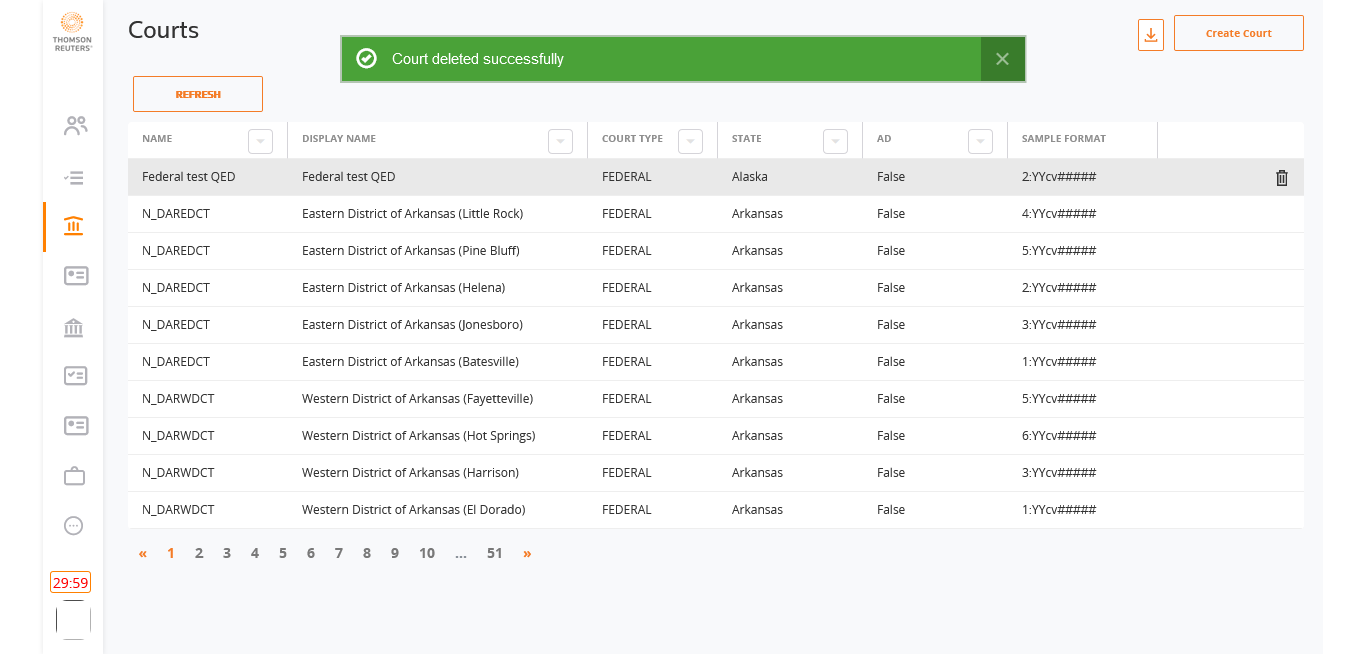 THOMSON
REUTERS®
Courts
Court deleted successfully
Create Court
REFRESH
NAME DISPLAY NAME COURT TYPE STATE AD SAMPLE FORMAT
Federal test QED Federal test QED FEDERAL Alaska False 2:YYcv#####
N_DAREDCT Eastern District of Arkansas (Little Rock) FEDERAL Arkansas False 4:YYcv#####
N_DAREDCT Eastern District of Arkansas (Pine Bluff) FEDERAL Arkansas False 5:YYcv#####
N_DAREDCT Eastern District of Arkansas (Helena) FEDERAL Arkansas False 2:YYcv#####
N_DAREDCT Eastern District of Arkansas (Jonesboro) FEDERAL Arkansas False 3:YYcv#####
N_DAREDCT Eastern District of Arkansas (Batesville) FEDERAL Arkansas False 1:YYcv#####
N_DARWDCT Western District of Arkansas (Fayetteville) FEDERAL Arkansas False 5:YYcv#####
N_DARWDCT Western District of Arkansas (Hot Springs) FEDERAL Arkansas False 6:YYcv#####
N_DARWDCT Western District of Arkansas (Harrison) FEDERAL Arkansas False 3:YYcv#####
N_DARWDCT Western District of Arkansas (El Dorado) FEDERAL Arkansas False 1:YYcv#####
« 1 2 3 4 5 6 7 8 9 10 ... 51 »
29:59